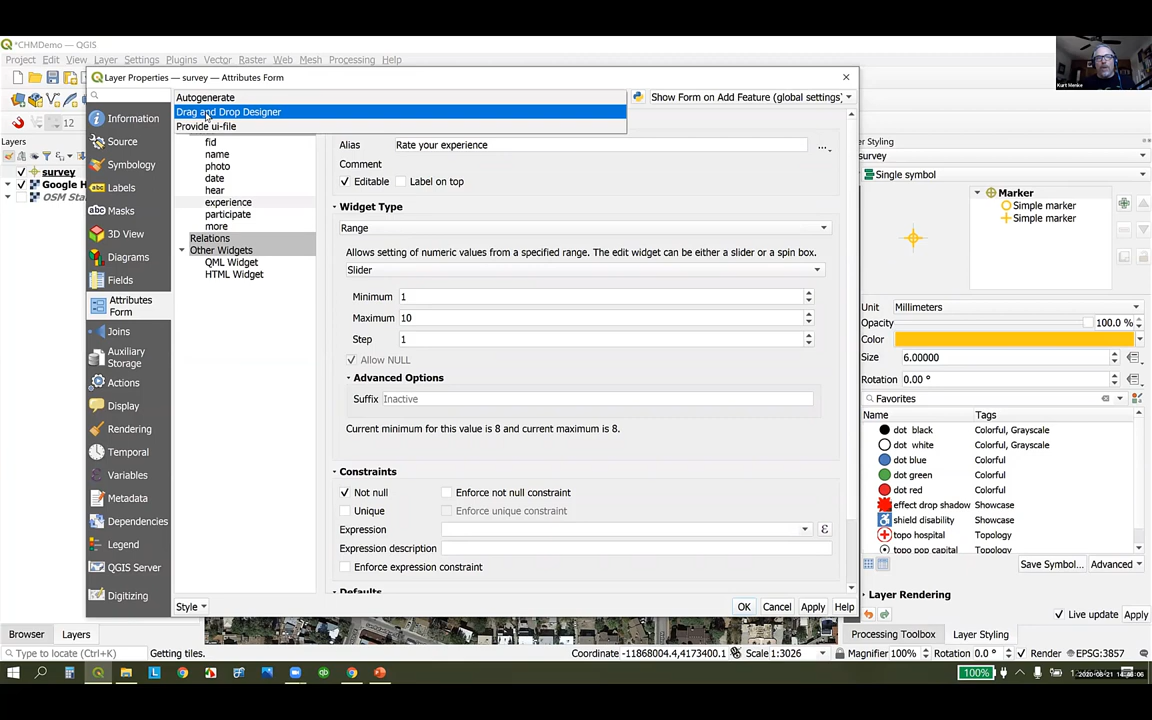 *CHMDemo — QGIS
Project Edit View Layer Settings Plugins Vector Raster Web Mesh Processing Help
Kurt Menke
Layer Properties — survey — Attributes Form
Autogenerate
Drag and Drop Designer
Provide ui-file
Show Form on Add Feature (global settings)
Information
Source
Symbology
Labels
Masks
3D View
Diagrams
Fields
Attributes
Form
Joins
Auxiliary
Storage
Actions
Display
Rendering
Temporal
Variables
Metadata
Dependencies
Legend
QGIS Server
Digitizing
fid
name
photo
date
hear
experience
participate
more
Relations
Other Widgets
QML Widget
HTML Widget
Alias Rate your experience ...
Comment
Editable Label on top
Widget Type
Range
Allows setting of numeric values from a specified range. The edit widget can be either a slider or a spin box.
Slider
Minimum 1
Maximum 10
Step 1
Allow NULL
Advanced Options
Suffix Inactive
Current minimum for this value is 8 and current maximum is 8.
Constraints
Not null Enforce not null constraint
Unique Enforce unique constraint
Expression ε
Expression description
Enforce expression constraint
Defaults
Style OK Cancel Apply Help
12
Layers
survey
Google H
OSM Sta
er Styling
survey
Single symbol
Marker
Simple marker
Simple marker
Unit Millimeters
Opacity 100.0 %
Color
Size 6.00000
Rotation 0.00 °
Favorites
Name Tags
dot black Colorful, Grayscale
dot white Colorful, Grayscale
dot blue Colorful
dot green Colorful
dot red Colorful
effect drop shadow Showcase
shield disability Showcase
topo hospital Topology
topo pop capital Topology
Save Symbol... Advanced
Layer Rendering
Live update Apply
Browser Layers
Processing Toolbox Layer Styling
Type to locate (Ctrl+K) Getting tiles. Coordinate -11868004.4,4173400.1 Scale 1:3026 Magnifier 100% Rotation 0.0 ° Render EPSG:3857
100%